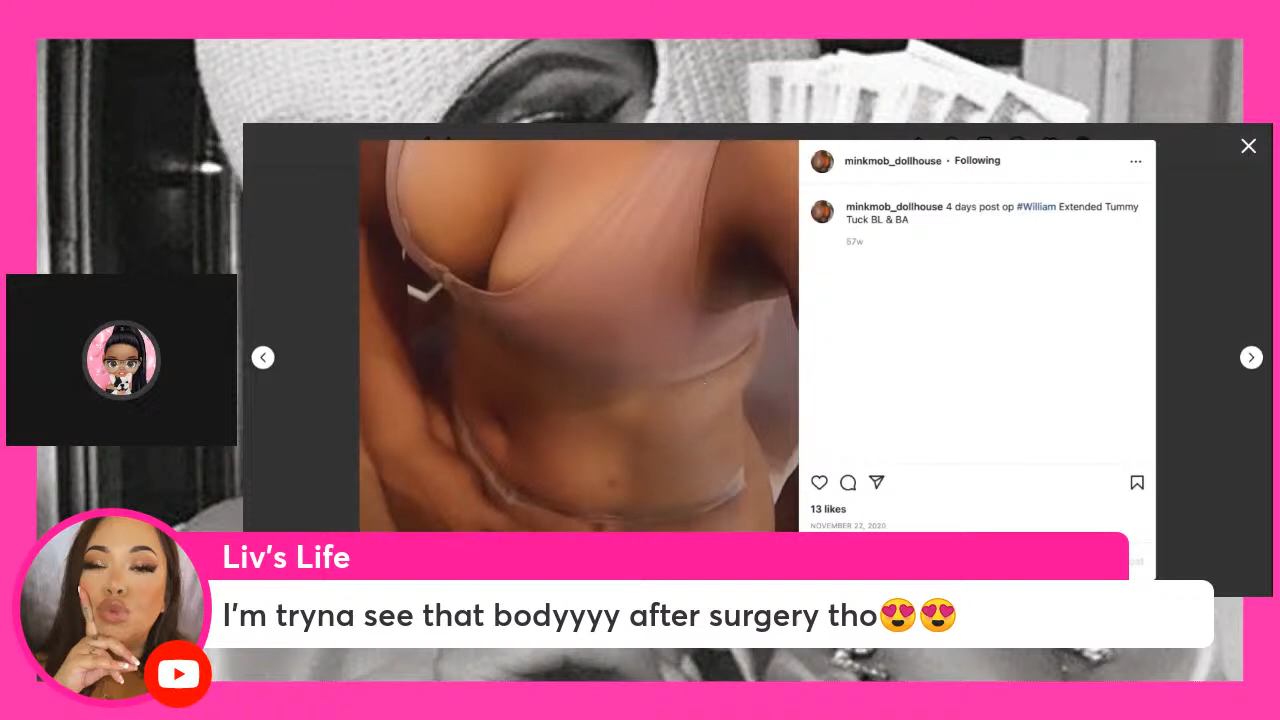 minkmob_dollhouse · Following
minkmob_dollhouse 4 days post op #William Extended Tummy
Tuck BL & BA
57w
13 likes
NOVEMBER 22, 2020
Liv's Life
I'm tryna see that bodyyyy after surgery tho😍😍